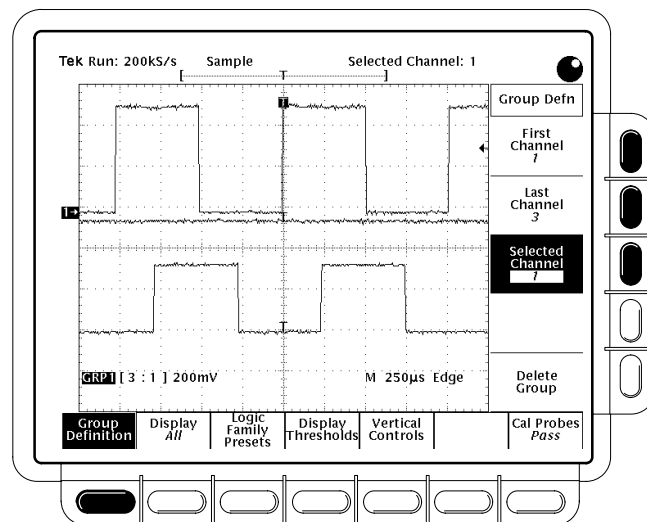 Tek Run: 200kS/s Sample Selected Channel: 1
[ T ]
Group Defn
T
First
Channel
1
Last
Channel
3
1→
Selected
Channel
1
T
GRP1 [ 3 : 1 ] 200mV M 250µs Edge
Delete
Group
Group
Definition
Display
All
Logic
Family
Presets
Display
Thresholds
Vertical
Controls
Cal Probes
Pass